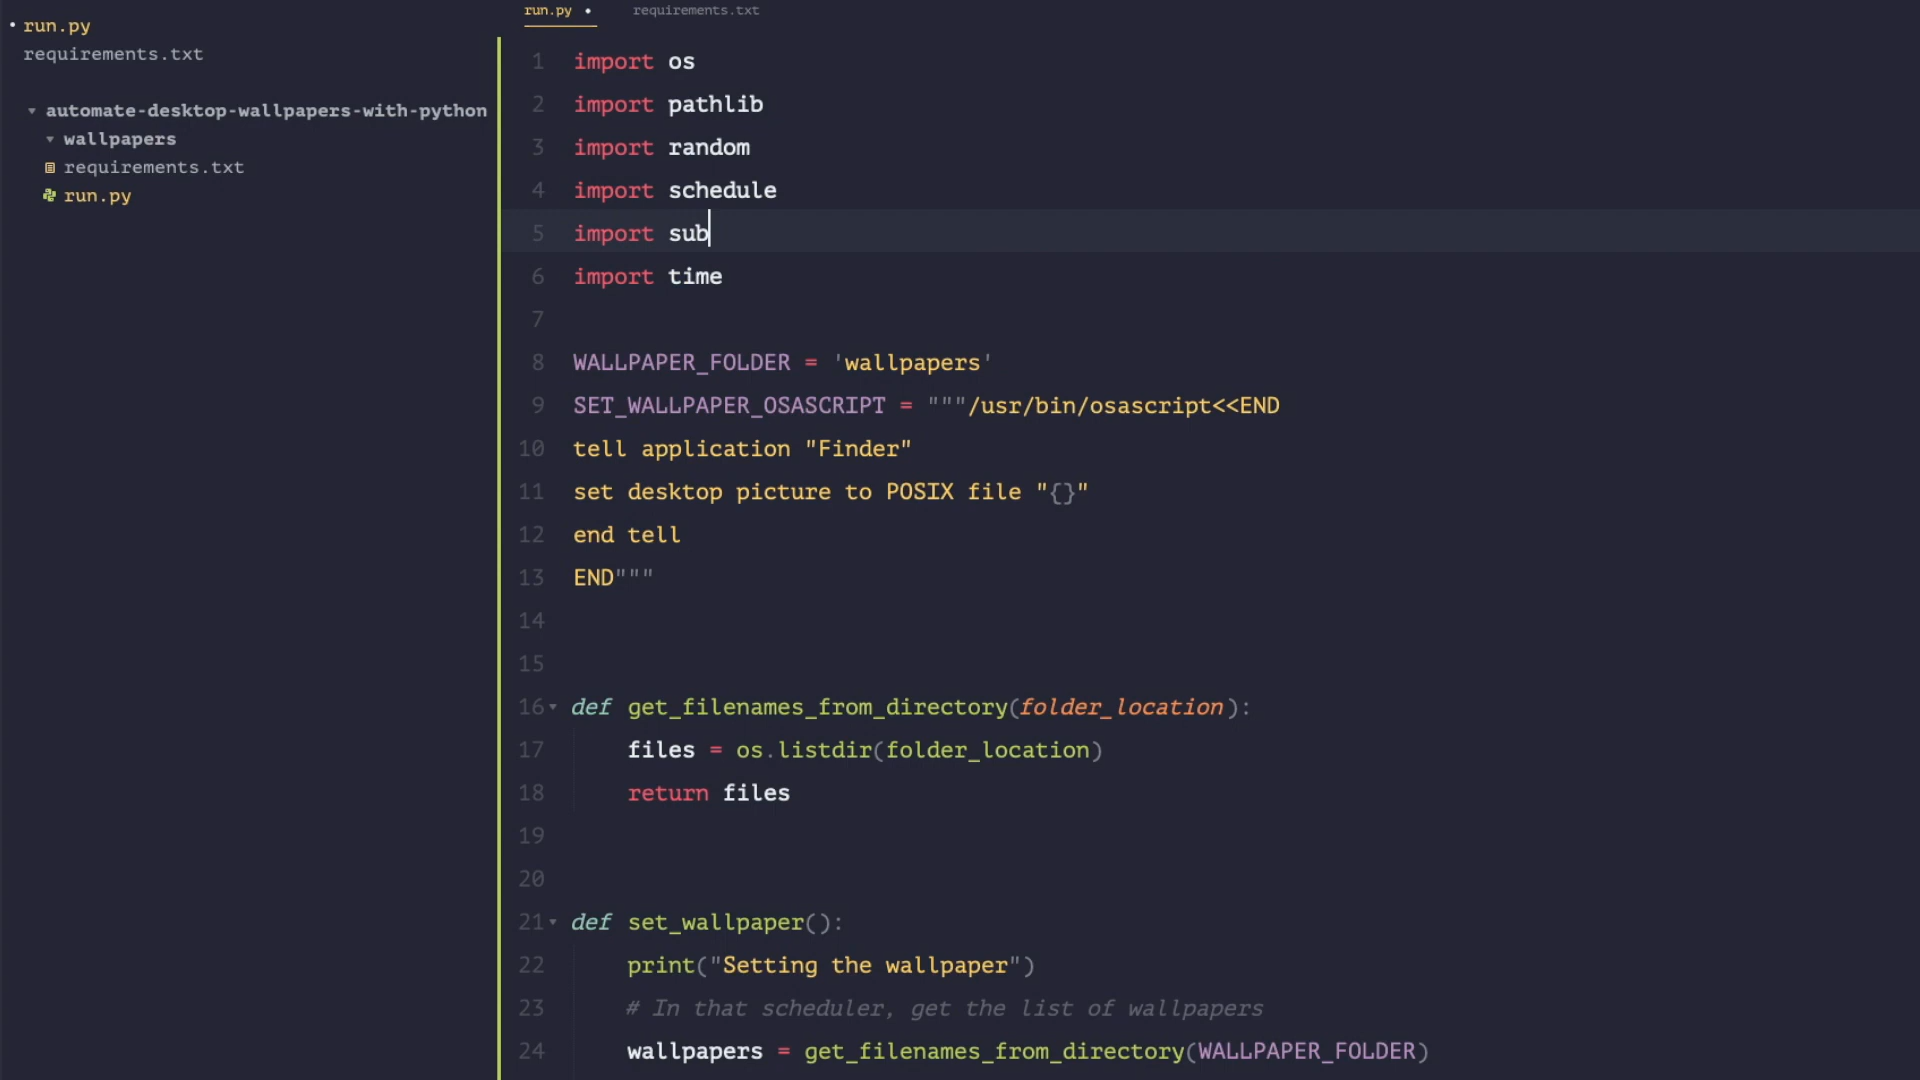 run.py
requirements.txt
automate-desktop-wallpapers-with-python
wallpapers
requirements.txt
run.py
run.py requirements.txt
1 import os
2 import pathlib
3 import random
4 import schedule
5 import sub
6 import time
7
8 WALLPAPER_FOLDER = 'wallpapers'
9 SET_WALLPAPER_OSASCRIPT = """/usr/bin/osascript<<END
10 tell application "Finder"
11 set desktop picture to POSIX file "{}"
12 end tell
13 END"""
14
15
16 def get_filenames_from_directory(folder_location):
17 files = os.listdir(folder_location)
18 return files
19
20
21 def set_wallpaper():
22 print("Setting the wallpaper")
23 # In that scheduler, get the list of wallpapers
24 wallpapers = get_filenames_from_directory(WALLPAPER_FOLDER)